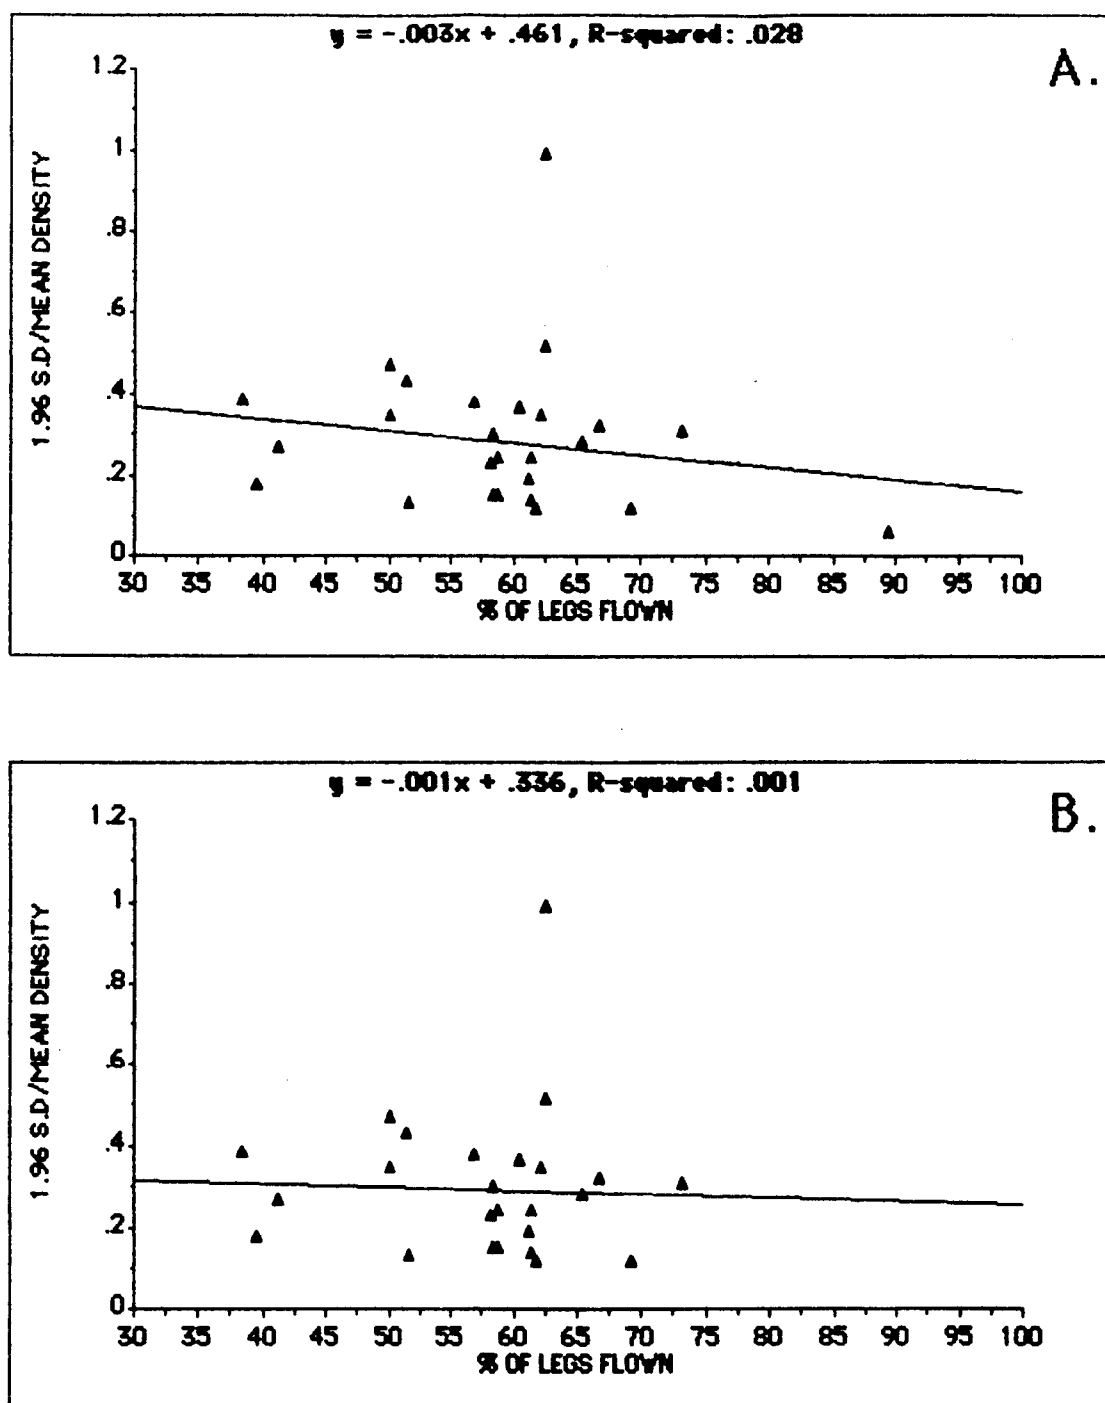 y = -.003x + .461, R-squared: .028
A.
1.2
1
.8
.6
.4
.2
0
1.96 S.D/MEAN DENSITY
30 40 45 50 55 60 65 70 75 80 85 90 95 100
% OF LEGS FLOWN
y = -.001x + .336, R-squared: .001
B.
1.2
1
.8
.6
.4
.2
0
1.96 S.D/MEAN DENSITY
30 35 40 45 50 55 60 65 70 75 80 85 90 95 100
% OF LEGS FLOWN